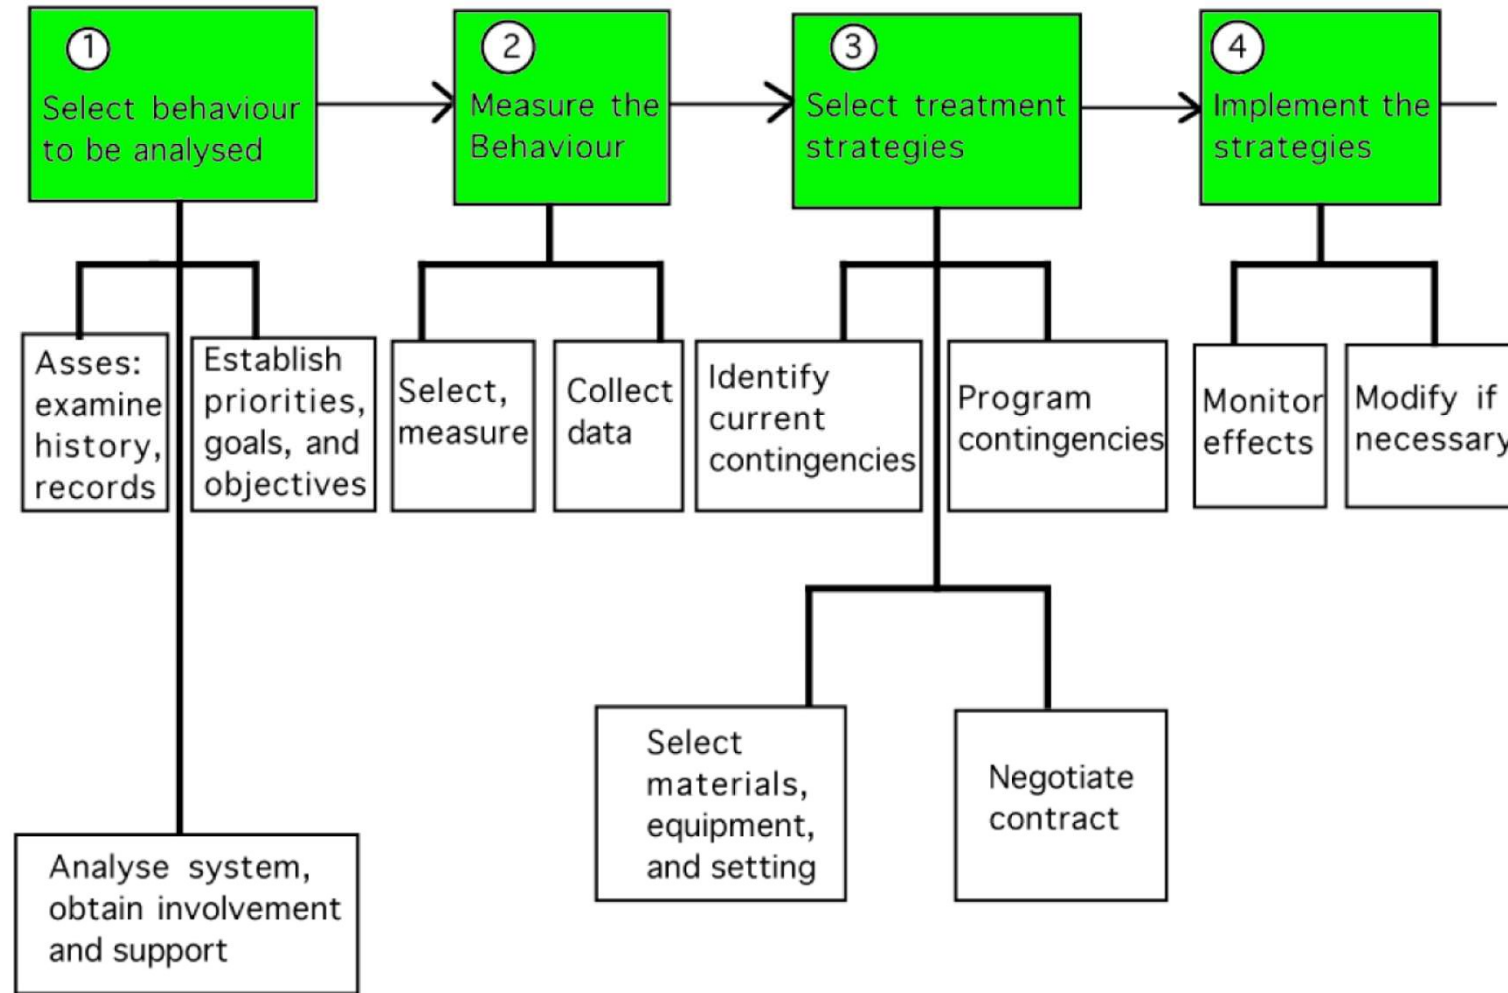 1
Select behaviour
to be analysed
2
Measure the
Behaviour
3
Select treatment
strategies
4
Implement the
strategies
Asses:
examine
history,
records
Establish
priorities,
goals, and
objectives
Select,
measure
Collect
data
Identify
current
contingencies
Program
contingencies
Monitor
effects
Modify if
necessary
Select
materials,
equipment,
and setting
Negotiate
contract
Analyse system,
obtain involvement
and support